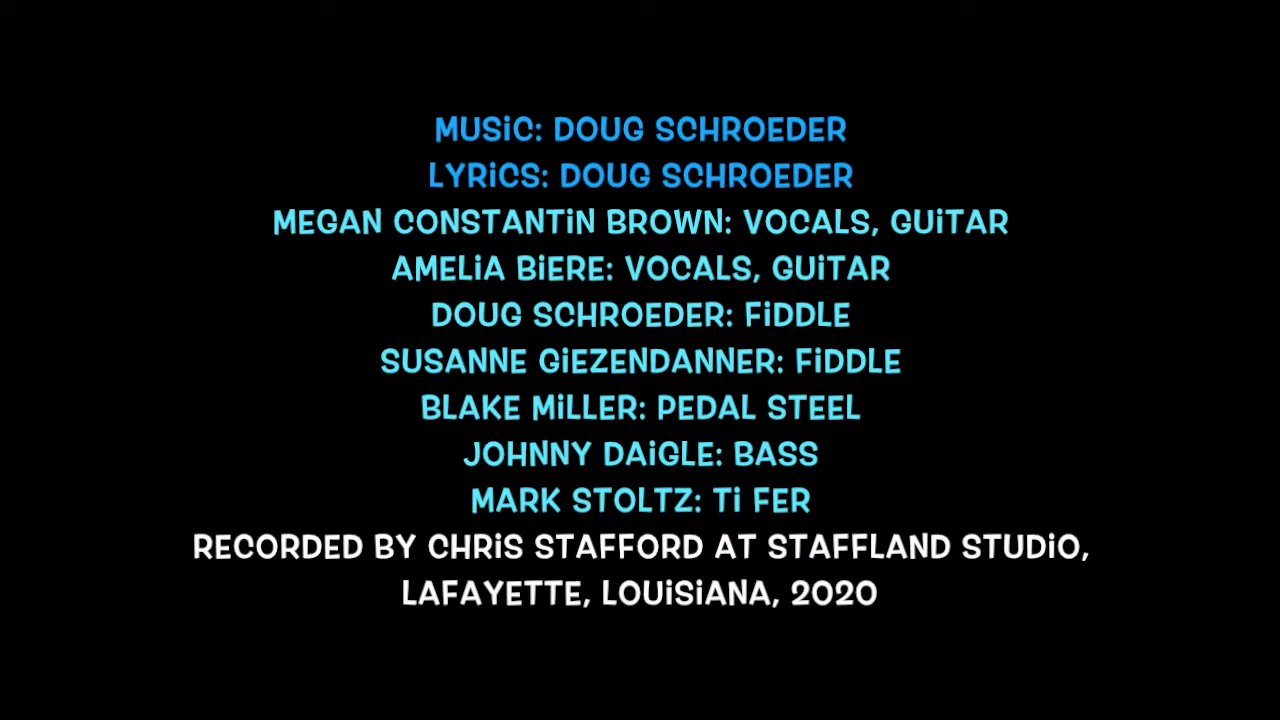 MUSiC: DOUG SCHROEDER
LYRiCS: DOUG SCHROEDER
MEGAN CONSTANTiN BROWN: VOCALS, GUiTAR
AMELiA BiERE: VOCALS, GUiTAR
DOUG SCHROEDER: FiDDLE
SUSANNE GiEZENDANNER: FiDDLE
BLAKE MiLLER: PEDAL STEEL
JOHNNY DAiGLE: BASS
MARK STOLTZ: Ti FER
RECORDED BY CHRiS STAFFORD AT STAFFLAND STUDiO,
LAFAYETTE, LOUiSiANA, 2020